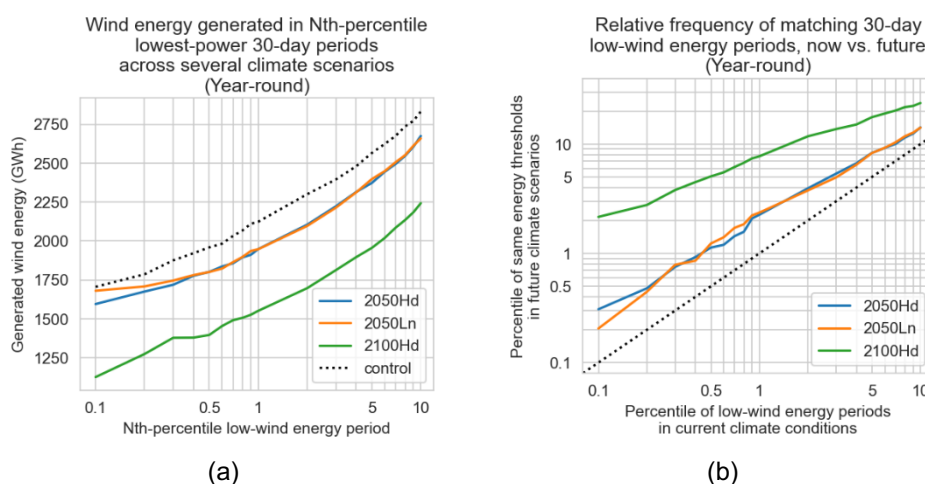 Wind energy generated in Nth-percentile
lowest-power 30-day periods
across several climate scenarios
(Year-round)
Generated wind energy (GWh)
2750
2500
2250
2000
1750
1500
1250
2050Hd
2050Ln
2100Hd
control
0.1
0.5
1
5
10
Nth-percentile low-wind energy period
(a)
Relative frequency of matching 30-day
low-wind energy periods, now vs. future
(Year-round)
Percentile of same energy thresholds
in future climate scenarios
10
5
1
0.5
0.1
2050Hd
2050Ln
2100Hd
0.1
0.5
1
5
10
Percentile of low-wind energy periods
in current climate conditions
(b)